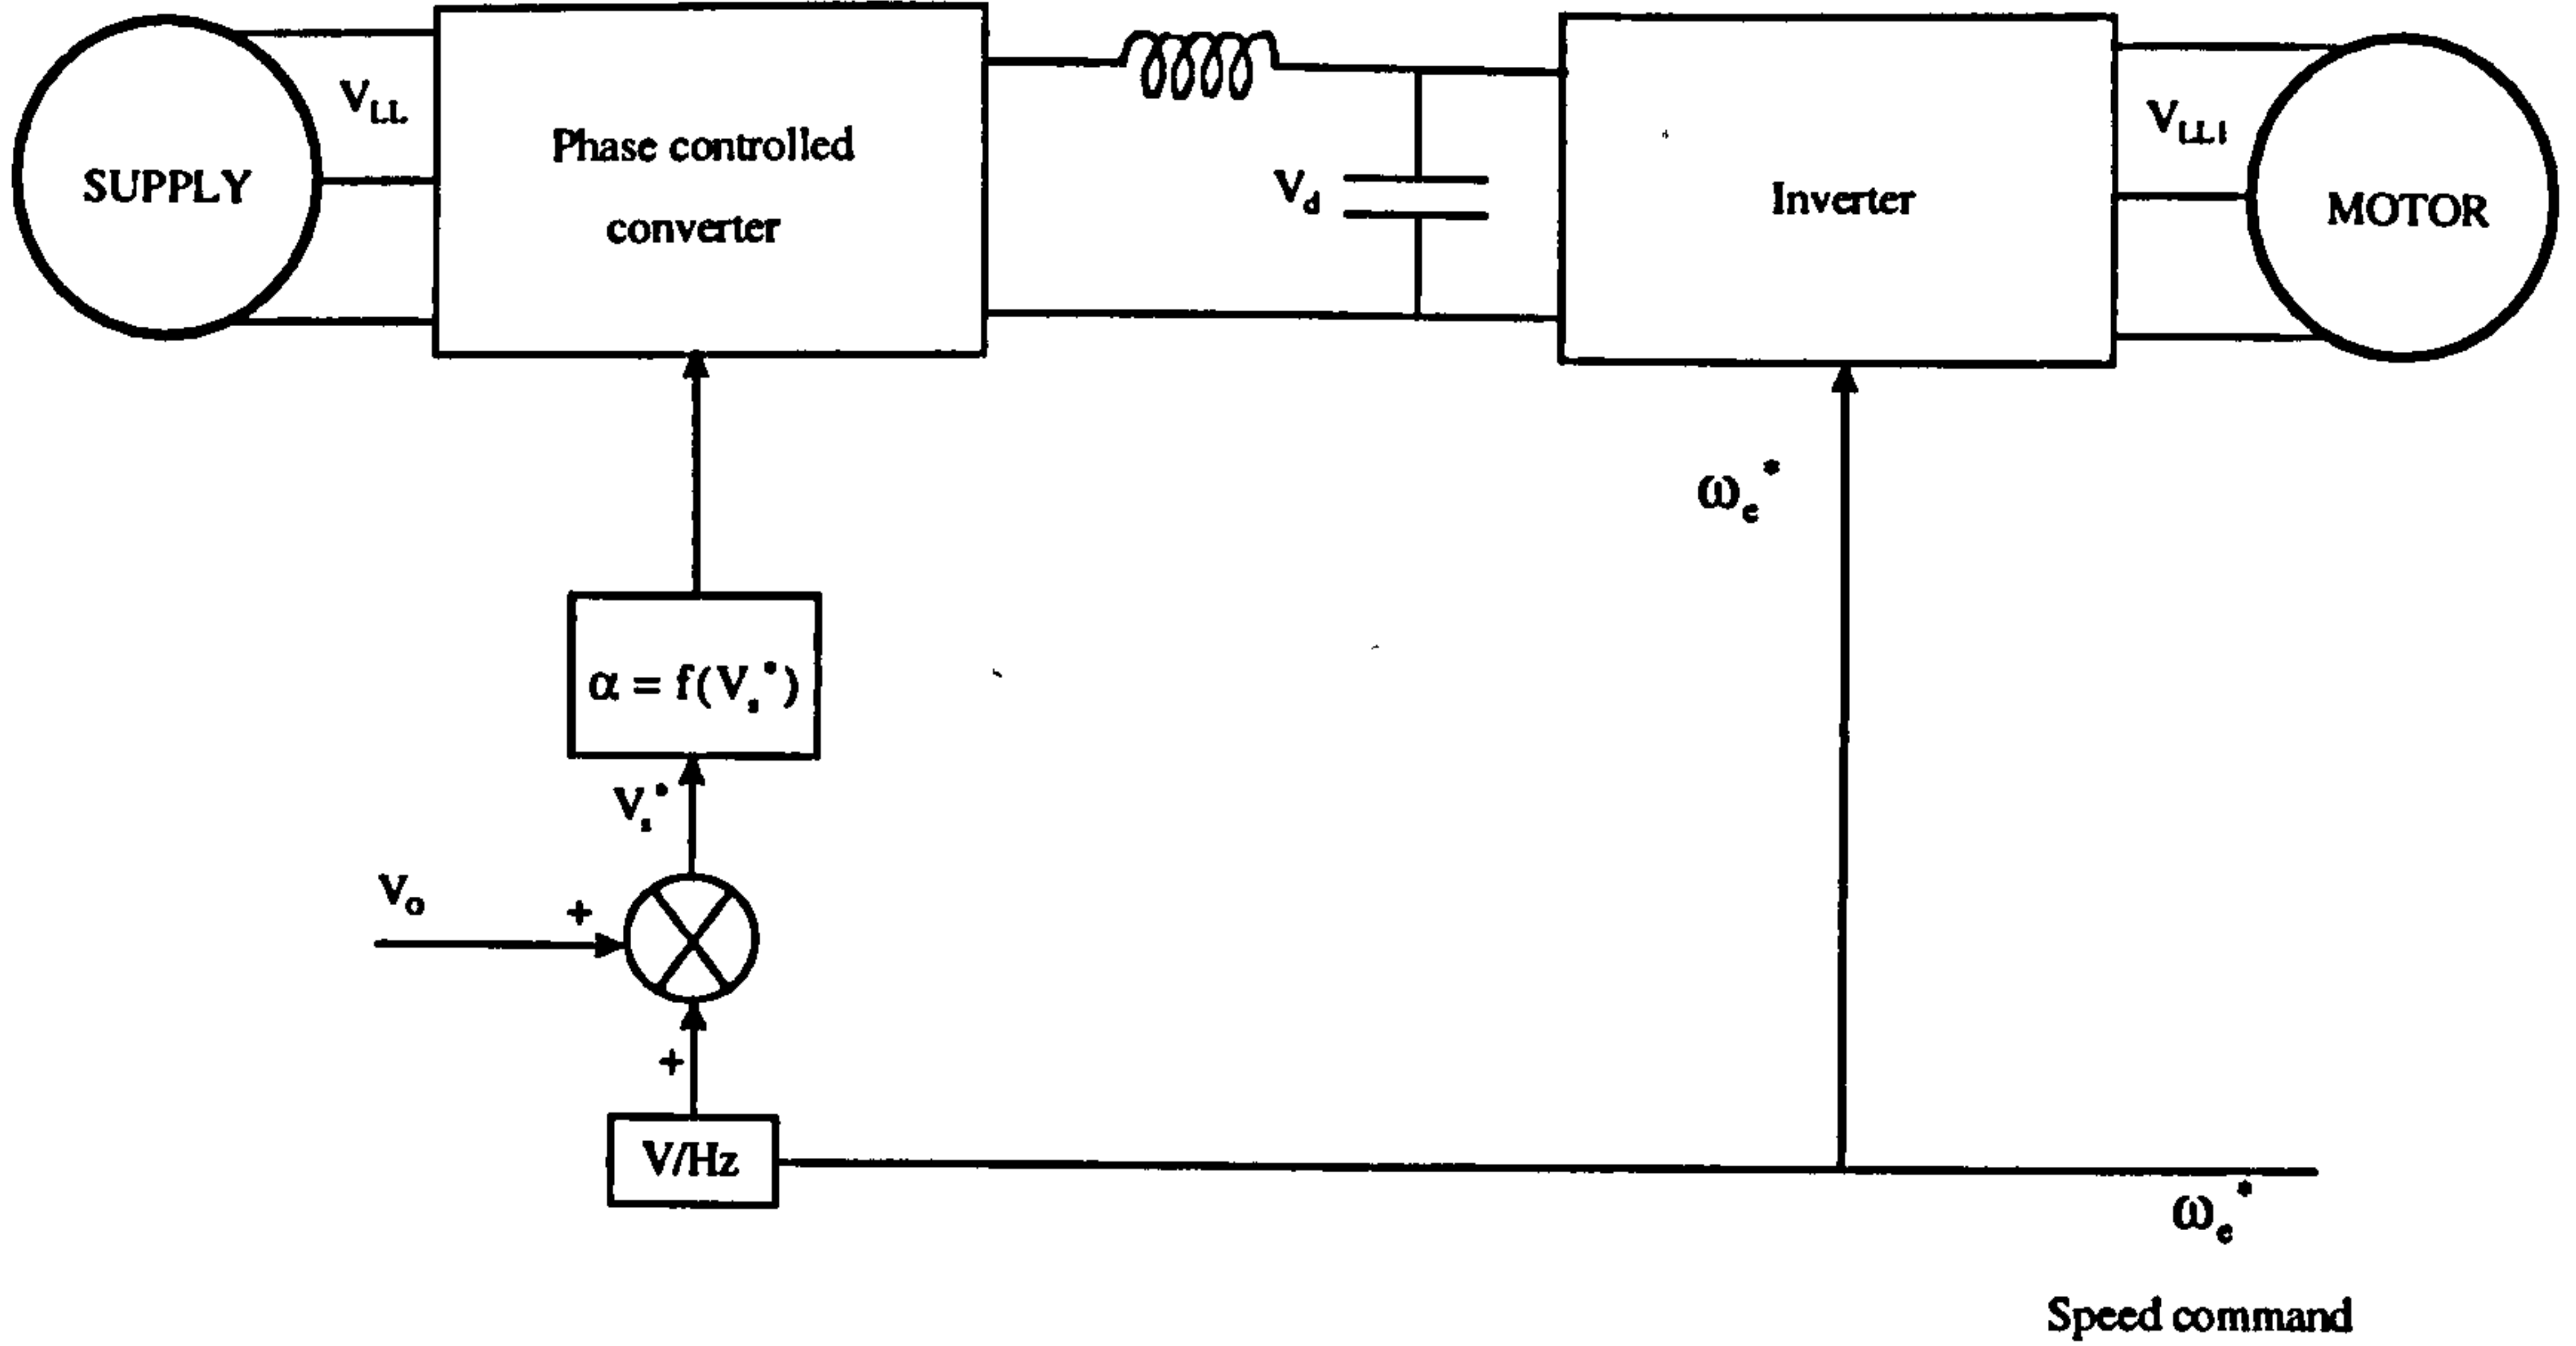 SUPPLY
V_LL
Phase controlled
converter
V_d
Inverter
V_LL1
MOTOR
ω_e*
α = f(V_s*)
V_s*
V_o
+
+
V/Hz
ω_e*
Speed command